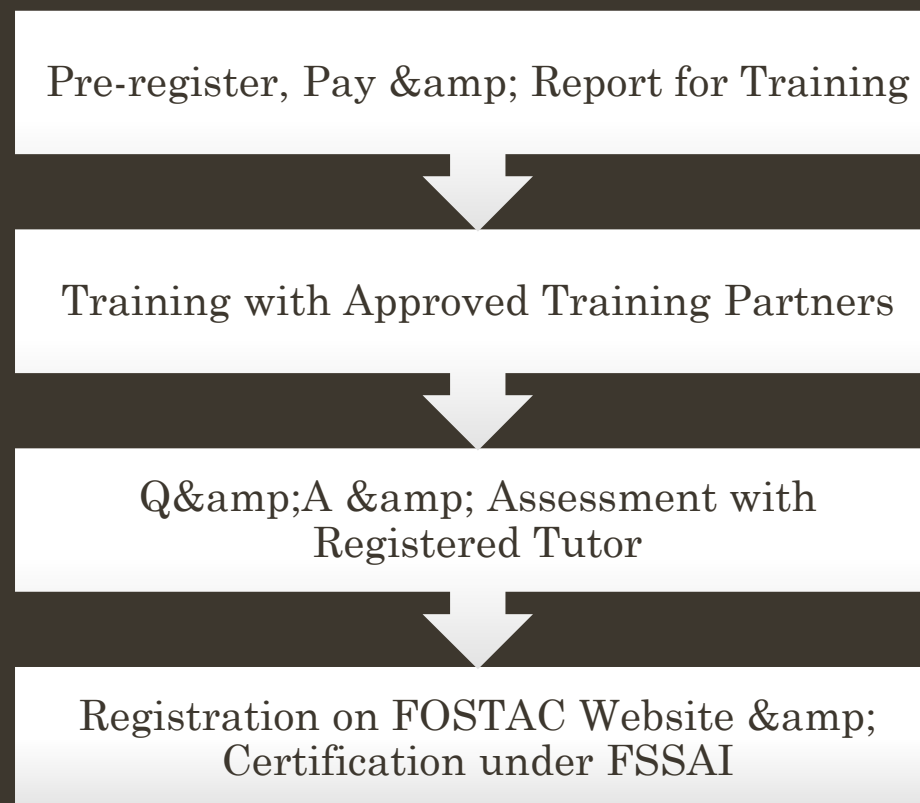 Pre-register, Pay &amp; Report for Training
Training with Approved Training Partners
Q&amp;A &amp; Assessment with
Registered Tutor
Registration on FOSTAC Website &amp;
Certification under FSSAI